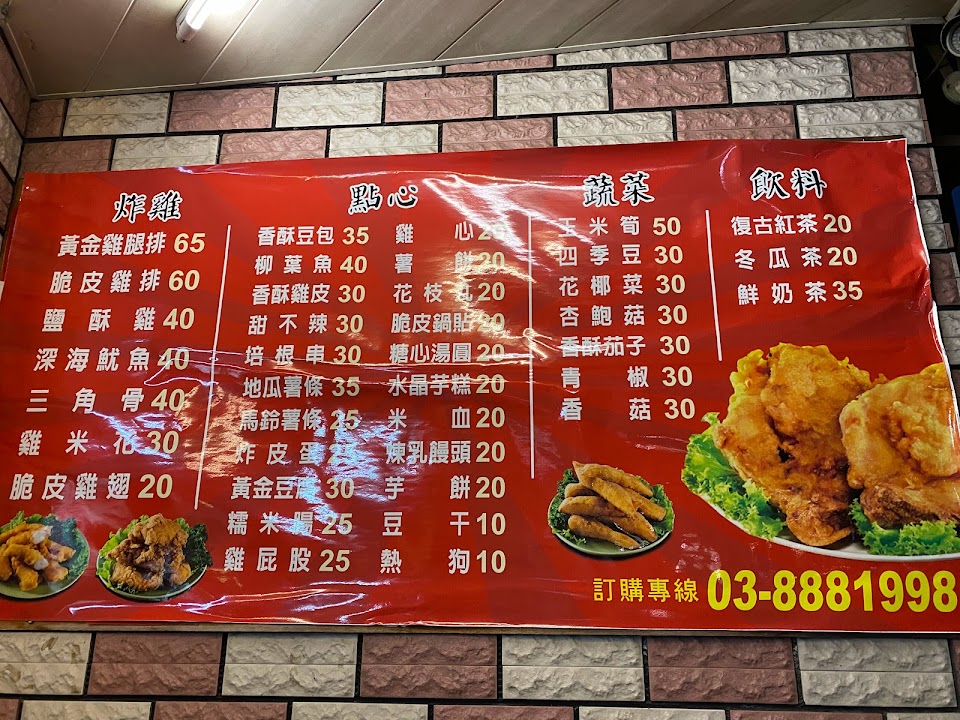 炸雞
黃金雞腿排 65
脆皮雞排 60
鹽酥雞 40
深海魷魚 40
三角骨 40
雞米花 30
脆皮雞翅 20
點心
香酥豆包 35
柳葉魚 40
香酥雞皮 30
甜不辣 30
培根串 30
地瓜薯條 35
馬鈴薯條 25
炸皮蛋
黃金豆腐 30
糯米腸 25
雞屁股 25
雞心 20
薯餅 20
花枝丸 20
脆皮鍋貼 20
糖心湯圓 20
水晶芋糕 20
米血 20
煉乳饅頭 20
芋餅 20
豆干 10
熱狗 10
蔬菜
玉米筍 50
四季豆 30
花椰菜 30
杏鮑菇 30
香酥茄子 30
青椒 30
香菇 30
飲料
復古紅茶 20
冬瓜茶 20
鮮奶茶 35
訂購專線 03-8881998